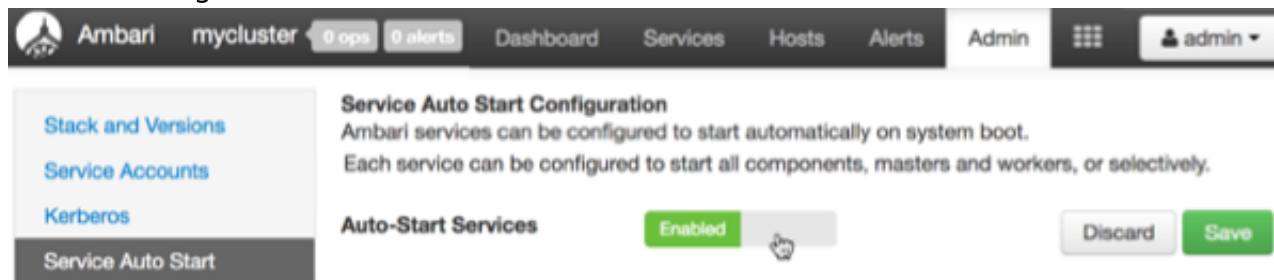 Ambari mycluster 0 ops 0 alerts Dashboard Services Hosts Alerts Admin admin
Stack and Versions
Service Accounts
Kerberos
Service Auto Start
Service Auto Start Configuration
Ambari services can be configured to start automatically on system boot.
Each service can be configured to start all components, masters and workers, or selectively.
Auto-Start Services Enabled Discard Save